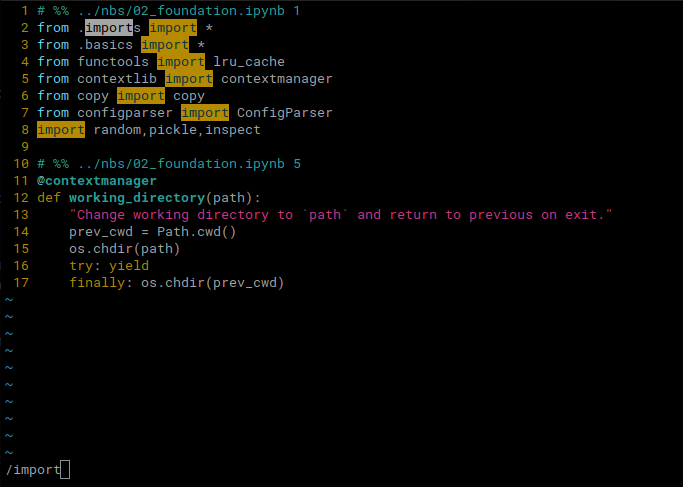 1 # %% ../nbs/02_foundation.ipynb 1
2 from .imports import *
3 from .basics import *
4 from functools import lru_cache
5 from contextlib import contextmanager
6 from copy import copy
7 from configparser import ConfigParser
8 import random,pickle,inspect
9
10 # %% ../nbs/02_foundation.ipynb 5
11 @contextmanager
12 def working_directory(path):
13     "Change working directory to `path` and return to previous on exit."
14     prev_cwd = Path.cwd()
15     os.chdir(path)
16     try: yield
17     finally: os.chdir(prev_cwd)
~
~
~
~
~
~
~
~
~
~
/import